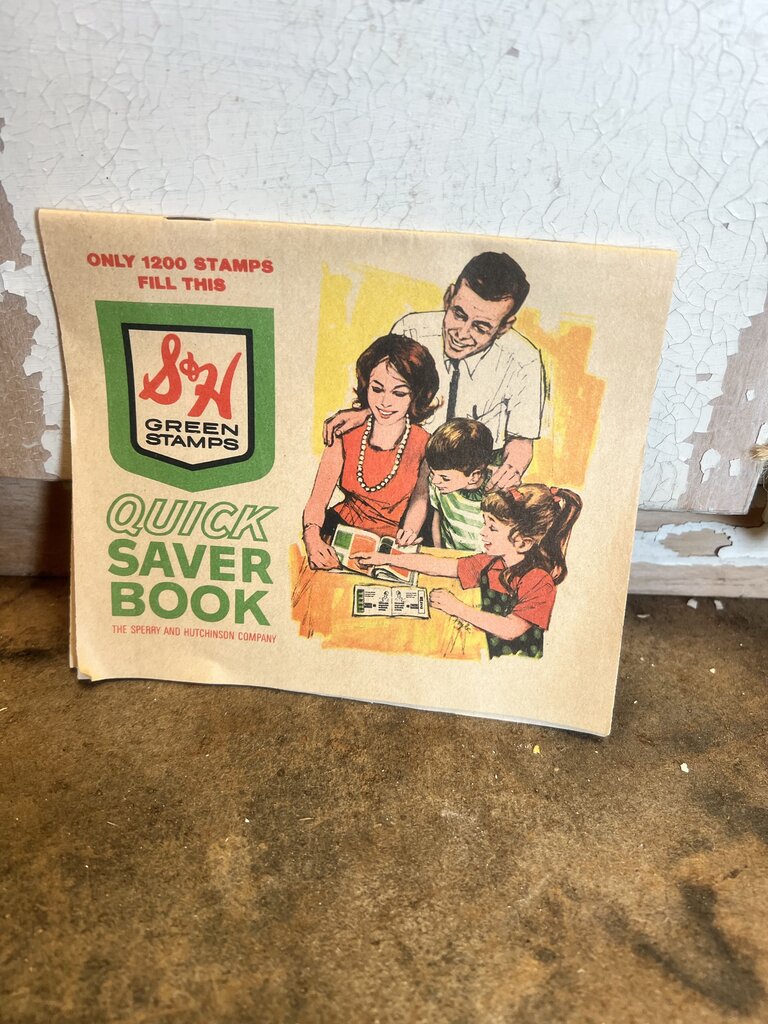 ONLY 1200 STAMPS
FILL THIS
S&H
GREEN
STAMPS
QUICK
SAVER
BOOK
THE SPERRY AND HUTCHINSON COMPANY